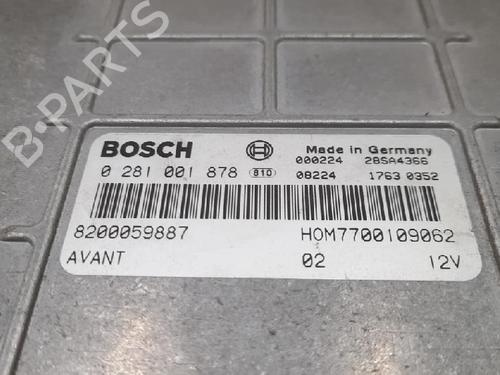 B-PARTS
BOSCH
Made in Germany
000224 28SA4366
0 281 001 878 810 08224 1763 0352
8200059887 HOM7700109062
AVANT 02 12V